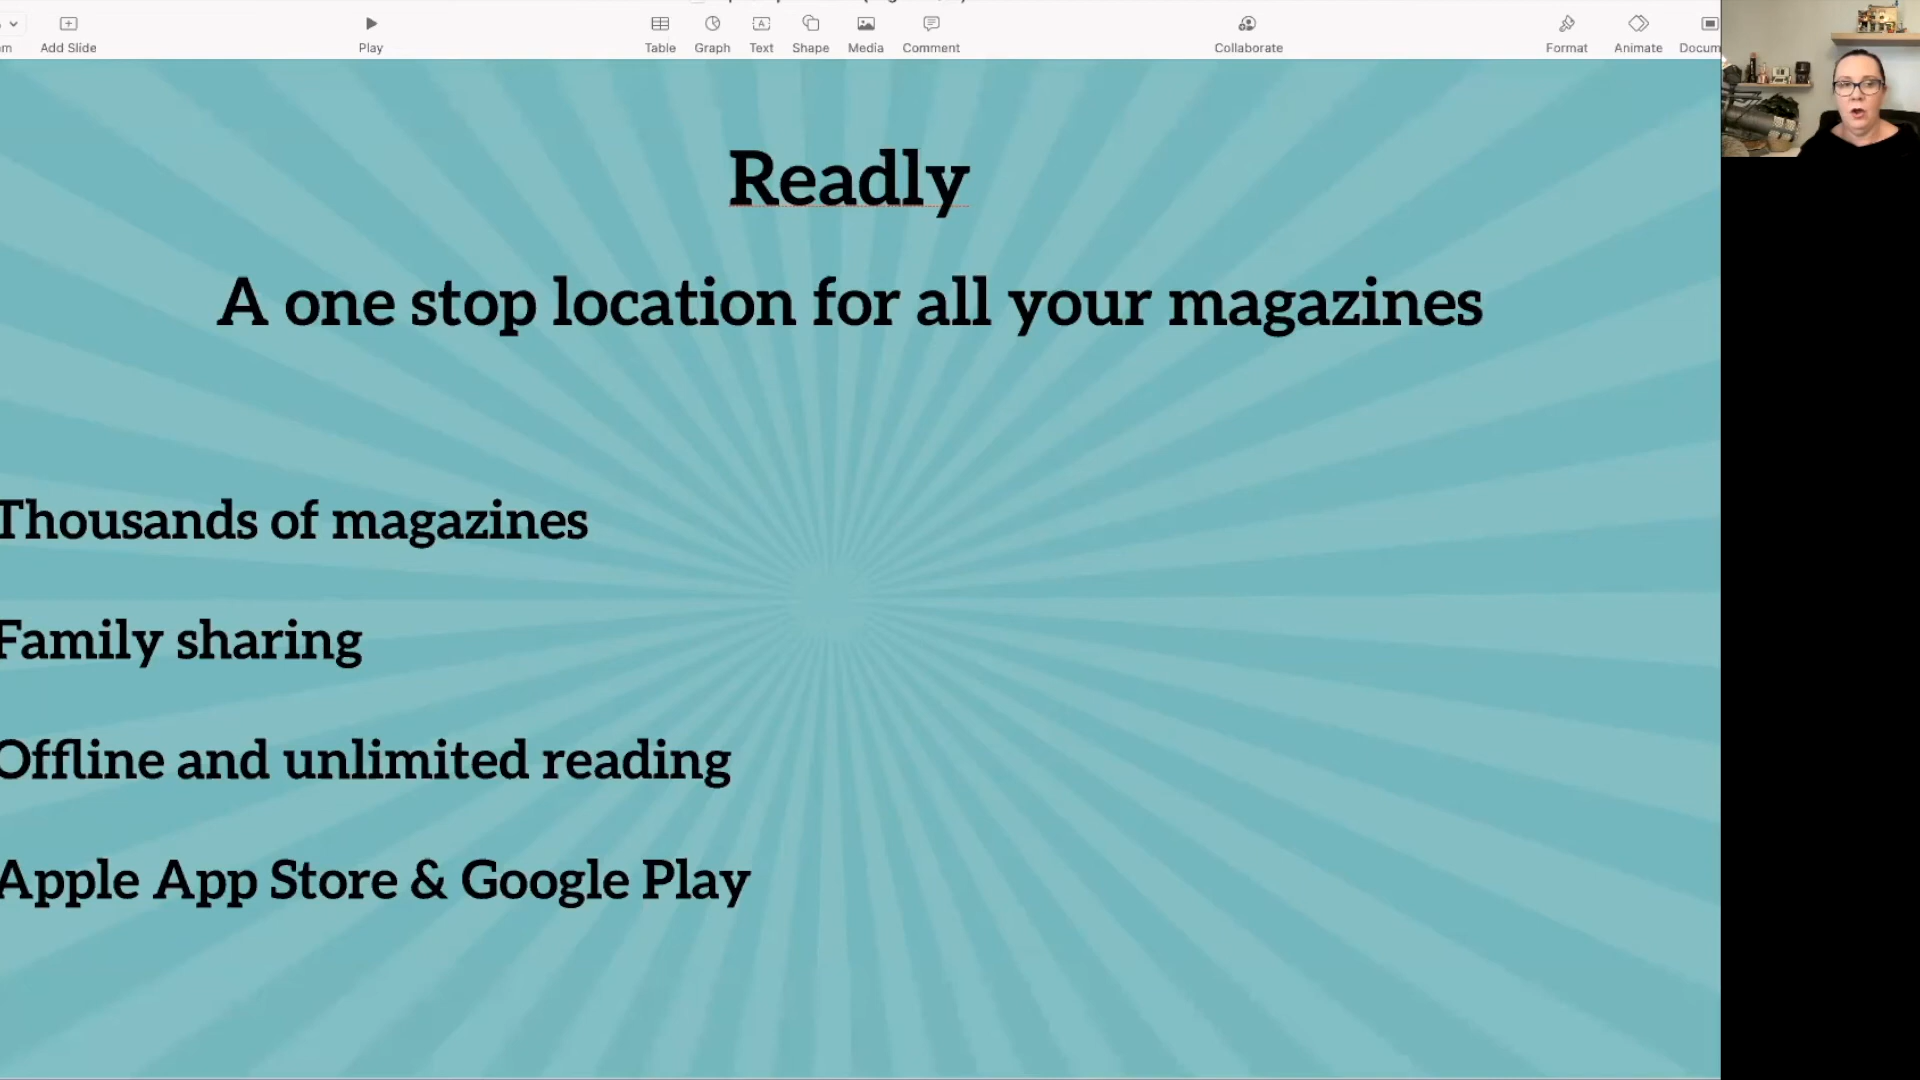 Add Slide
Play
Table
Graph
Text
Shape
Media
Comment
Collaborate
Format
Animate
Readly
A one stop location for all your magazines
Thousands of magazines
Family sharing
Offline and unlimited reading
Apple App Store & Google Play